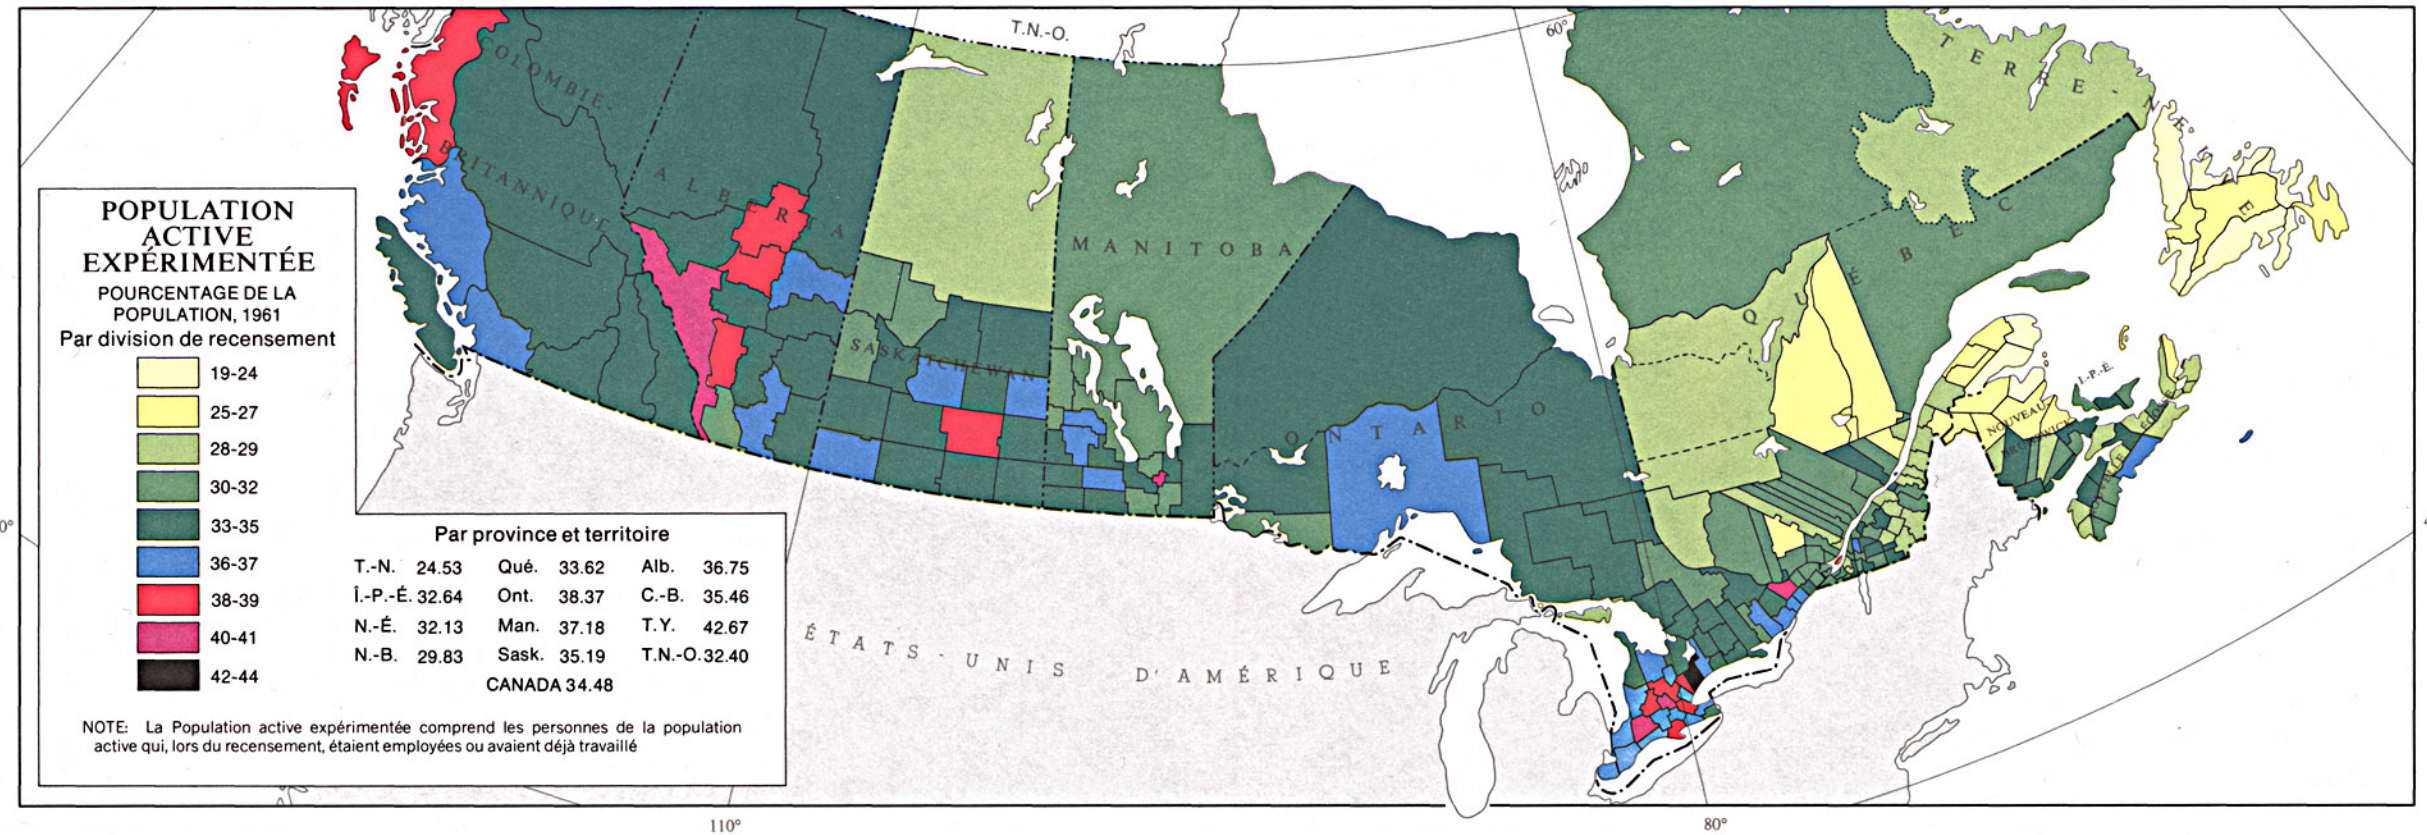 T.N.-O.
60°
TERRE-NEUVE
COLOMBIE-
BRITANNIQUE
ALBERTA
MANITOBA
QUÉBEC
SASKATCHEWAN
ONTARIO
Î.-P.-É.
NOUVEAU-
BRUNSWICK
NOUVELLE-
ÉCOSSE
POPULATION
ACTIVE
EXPÉRIMENTÉE
POURCENTAGE DE LA
POPULATION, 1961
Par division de recensement
19-24
25-27
28-29
30-32
33-35
36-37
38-39
40-41
42-44
Par province et territoire
T.-N. 24.53 Qué. 33.62 Alb. 36.75
Î.-P.-É. 32.64 Ont. 38.37 C.-B. 35.46
N.-É. 32.13 Man. 37.18 T.Y. 42.67
N.-B. 29.83 Sask. 35.19 T.N.-O. 32.40
CANADA 34.48
NOTE: La Population active expérimentée comprend les personnes de la population
active qui, lors du recensement, étaient employées ou avaient déjà travaillé
ÉTATS-UNIS D'AMÉRIQUE
110°
80°